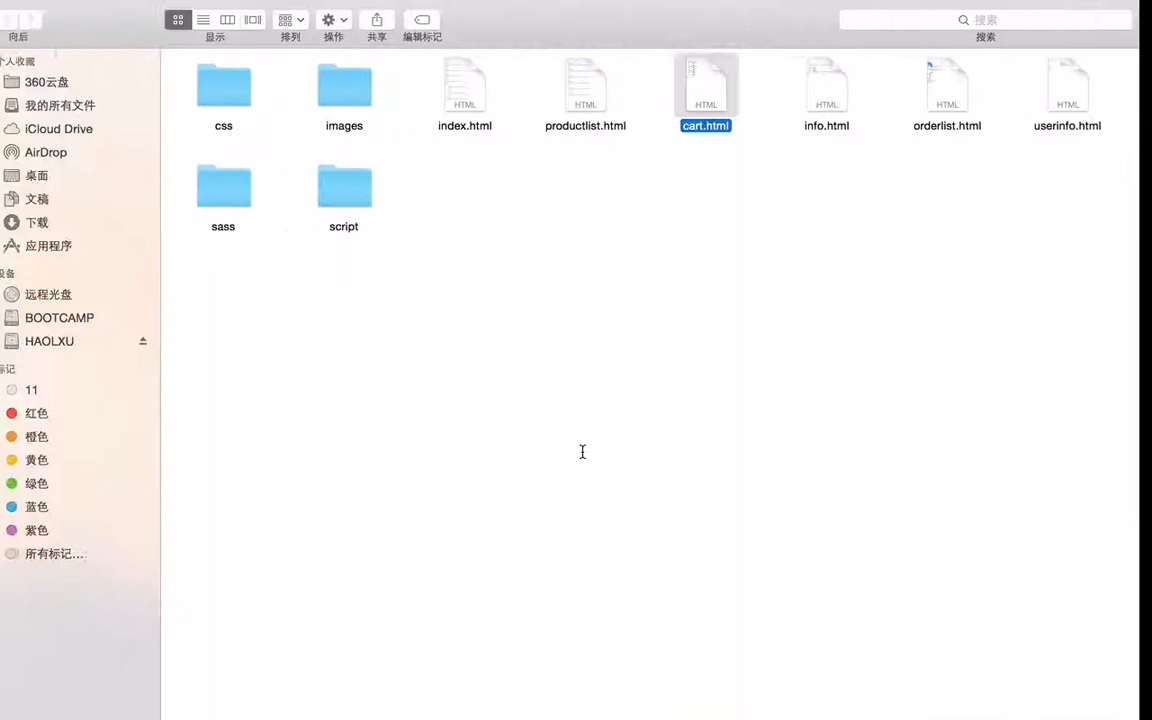 向后
显示
排列
操作
共享
编辑标记
搜索
搜索
个人收藏
360云盘
我的所有文件
iCloud Drive
AirDrop
桌面
文稿
下载
应用程序
设备
远程光盘
BOOTCAMP
HAOLXU
标记
11
红色
橙色
黄色
绿色
蓝色
紫色
所有标记...
css
images
HTML
index.html
HTML
productlist.html
HTML
cart.html
HTML
info.html
HTML
orderlist.html
HTML
userinfo.html
sass
script